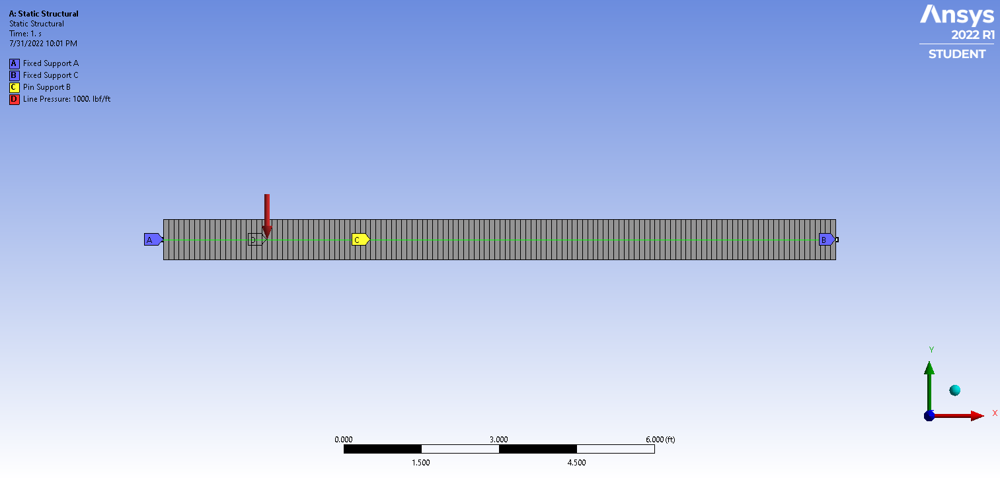 A: Static Structural
Static Structural
Time: 1. s
7/31/2022 10:01 PM
A Fixed Support A
B Fixed Support C
C Pin Support B
D Line Pressure: 1000. lbf/ft
Ansys
2022 R1
STUDENT
A
D
C
B
Y
X
0.000 3.000 6.000 (ft)
1.500 4.500